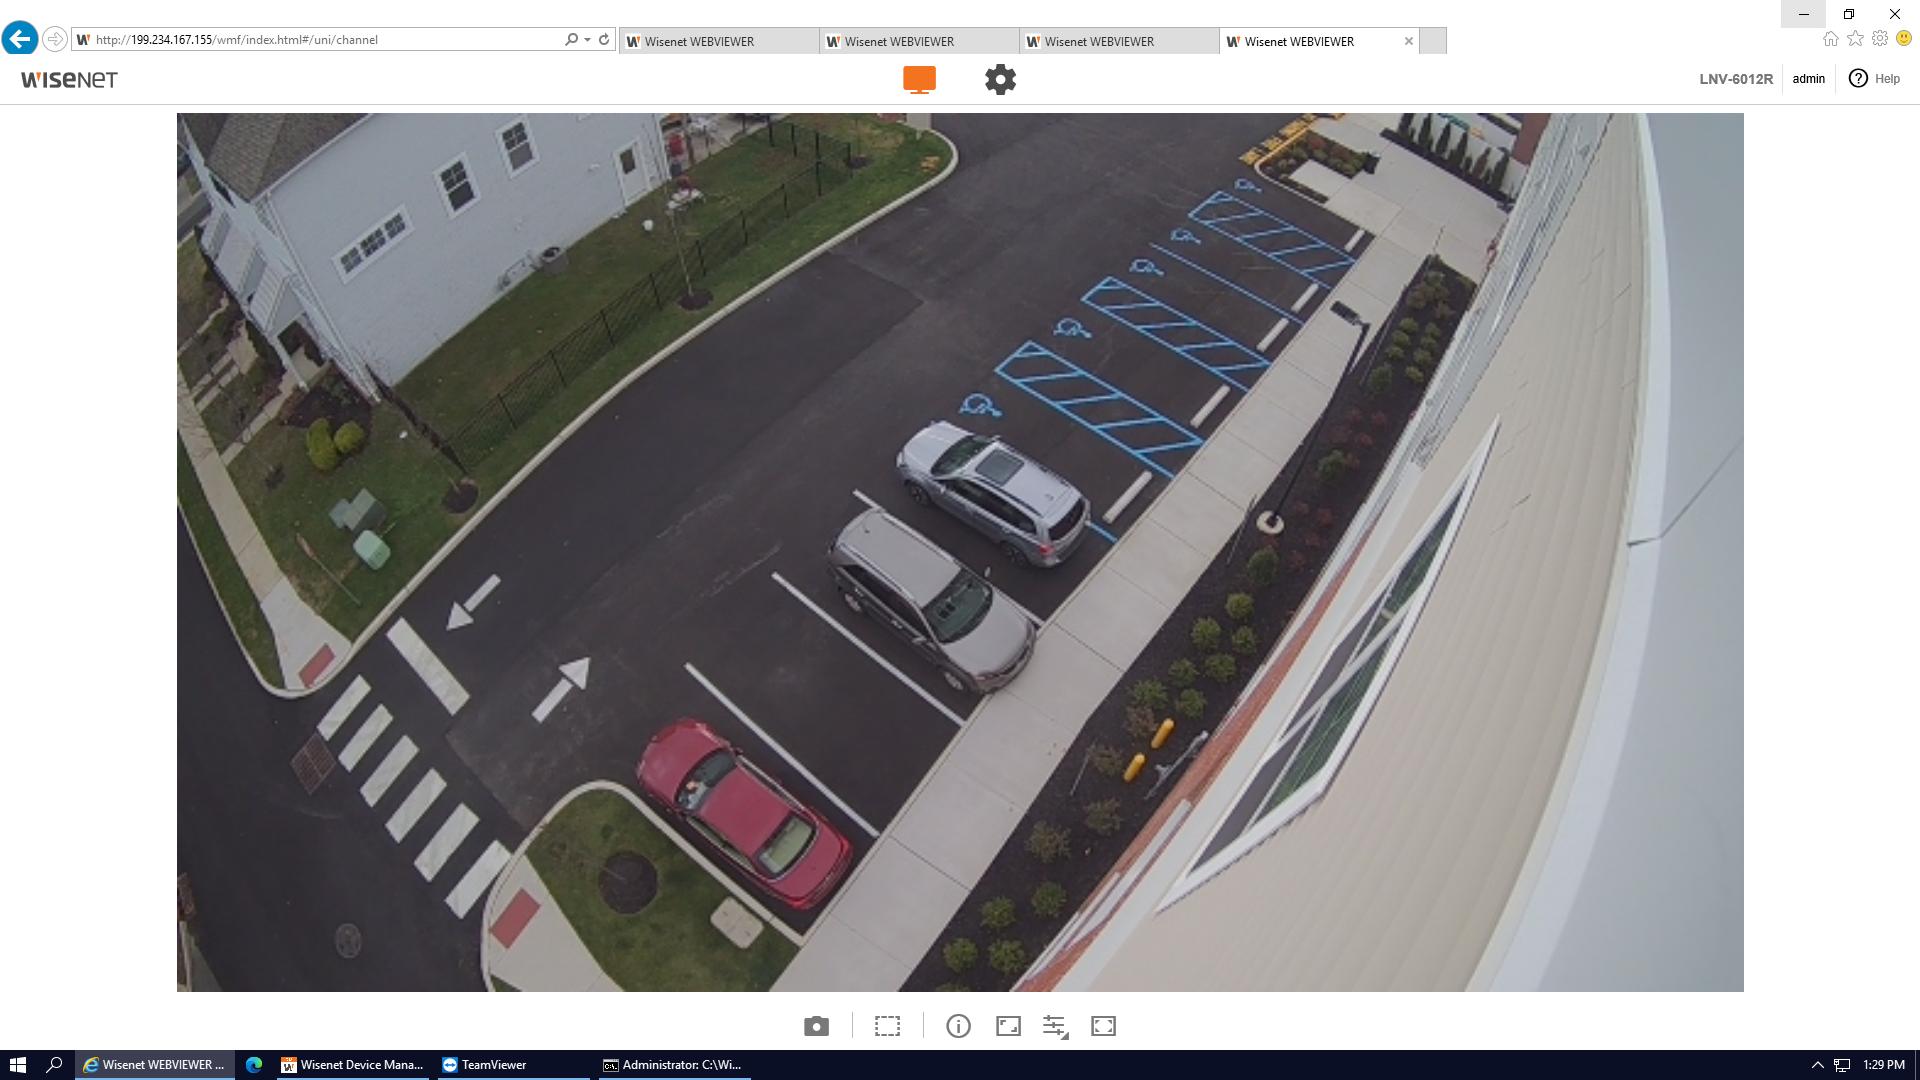 http://199.234.167.155/wmf/index.html#/uni/channel
Wisenet WEBVIEWER
Wisenet WEBVIEWER
Wisenet WEBVIEWER
Wisenet WEBVIEWER
WISENET
LNV-6012R
admin
Help
Wisenet WEBVIEWER ...
Wisenet Device Mana...
TeamViewer
Administrator: C:\Wi...
1:29 PM